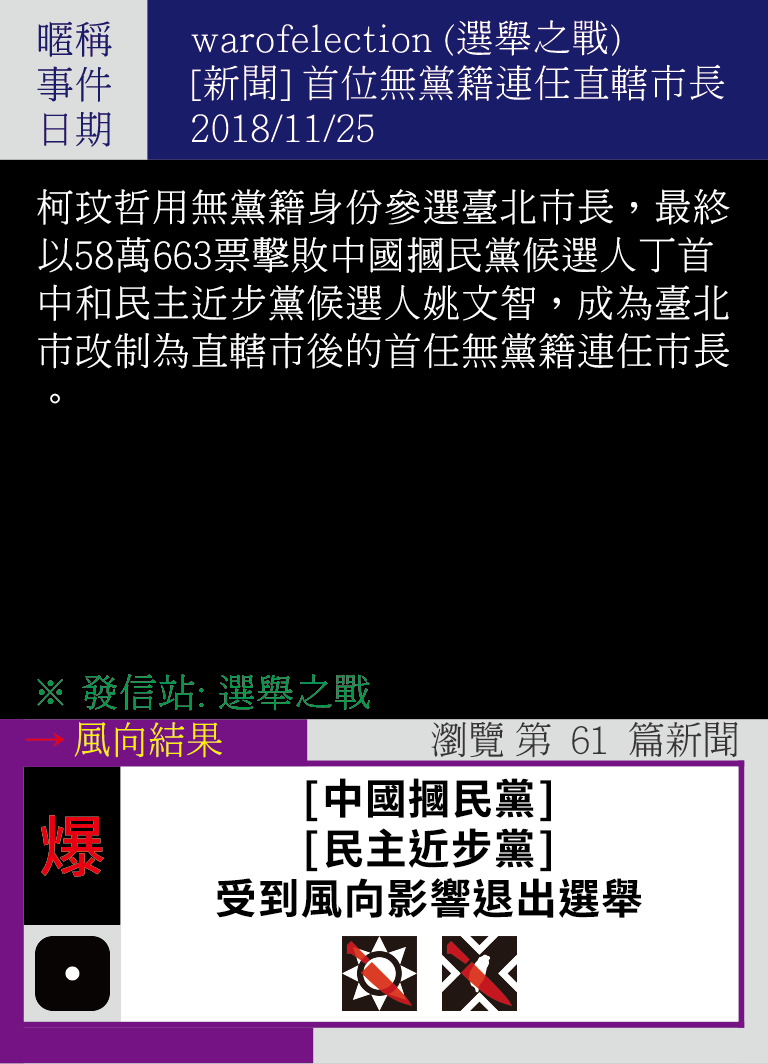 暱稱 warofelection (選舉之戰)
事件 [新聞] 首位無黨籍連任直轄市長
日期 2018/11/25
柯玟哲用無黨籍身份參選臺北市長，最終
以58萬663票擊敗中國摑民黨候選人丁首
中和民主近步黨候選人姚文智，成為臺北
市改制為直轄市後的首任無黨籍連任市長
。
※ 發信站: 選舉之戰
→ 風向結果 瀏覽 第 61 篇新聞
爆
[中國摑民黨]
[民主近步黨]
受到風向影響退出選舉